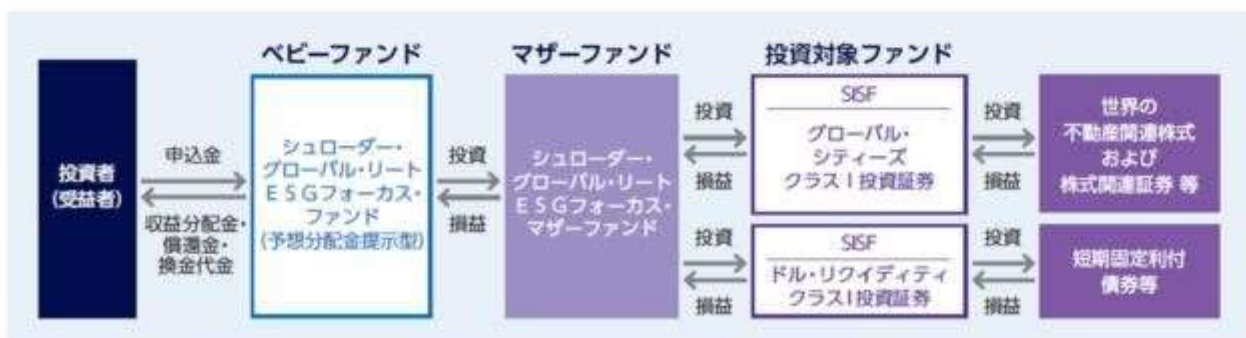 ベビーファンド
マザーファンド
投資対象ファンド
投資者
(受益者)
申込金
収益分配金・
償還金・
換金代金
シュローダー・
グローバル・リート
ESGフォーカス・
ファンド
(予想分配金提示型)
投資
損益
シュローダー・
グローバル・リート
ESGフォーカス・
マザーファンド
投資
損益
SISF
グローバル・
シティーズ
クラスI投資証券
投資
損益
世界の
不動産関連株式
および
株式関連証券 等
投資
損益
SISF
ドル・リクイディティ
クラスI投資証券
投資
損益
短期固定利付
債券等